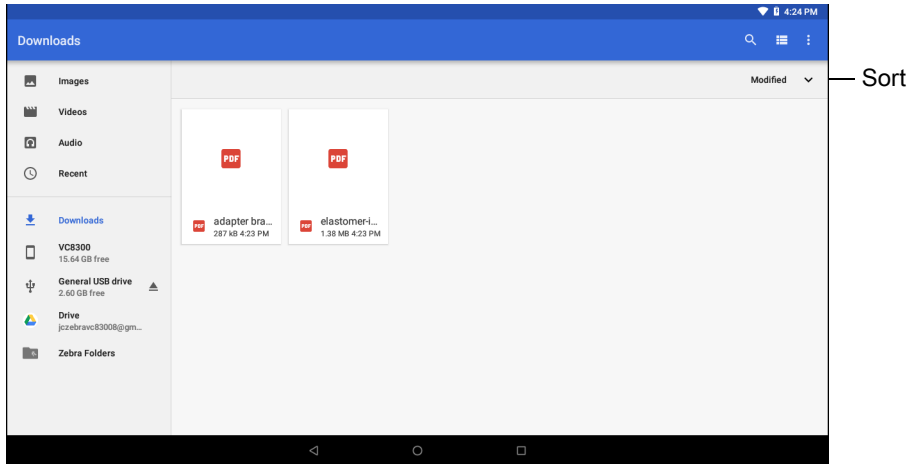 4:24 PM
Downloads
Images
Modified
Sort
Videos
Audio
Recent
Downloads
VC8300
15.64 GB free
General USB drive
2.60 GB free
Drive
jczebravc83008@gm...
Zebra Folders
PDF
PDF
PDF
adapter bra...
287 kB 4:23 PM
PDF
elastomer-i...
1.38 MB 4:23 PM